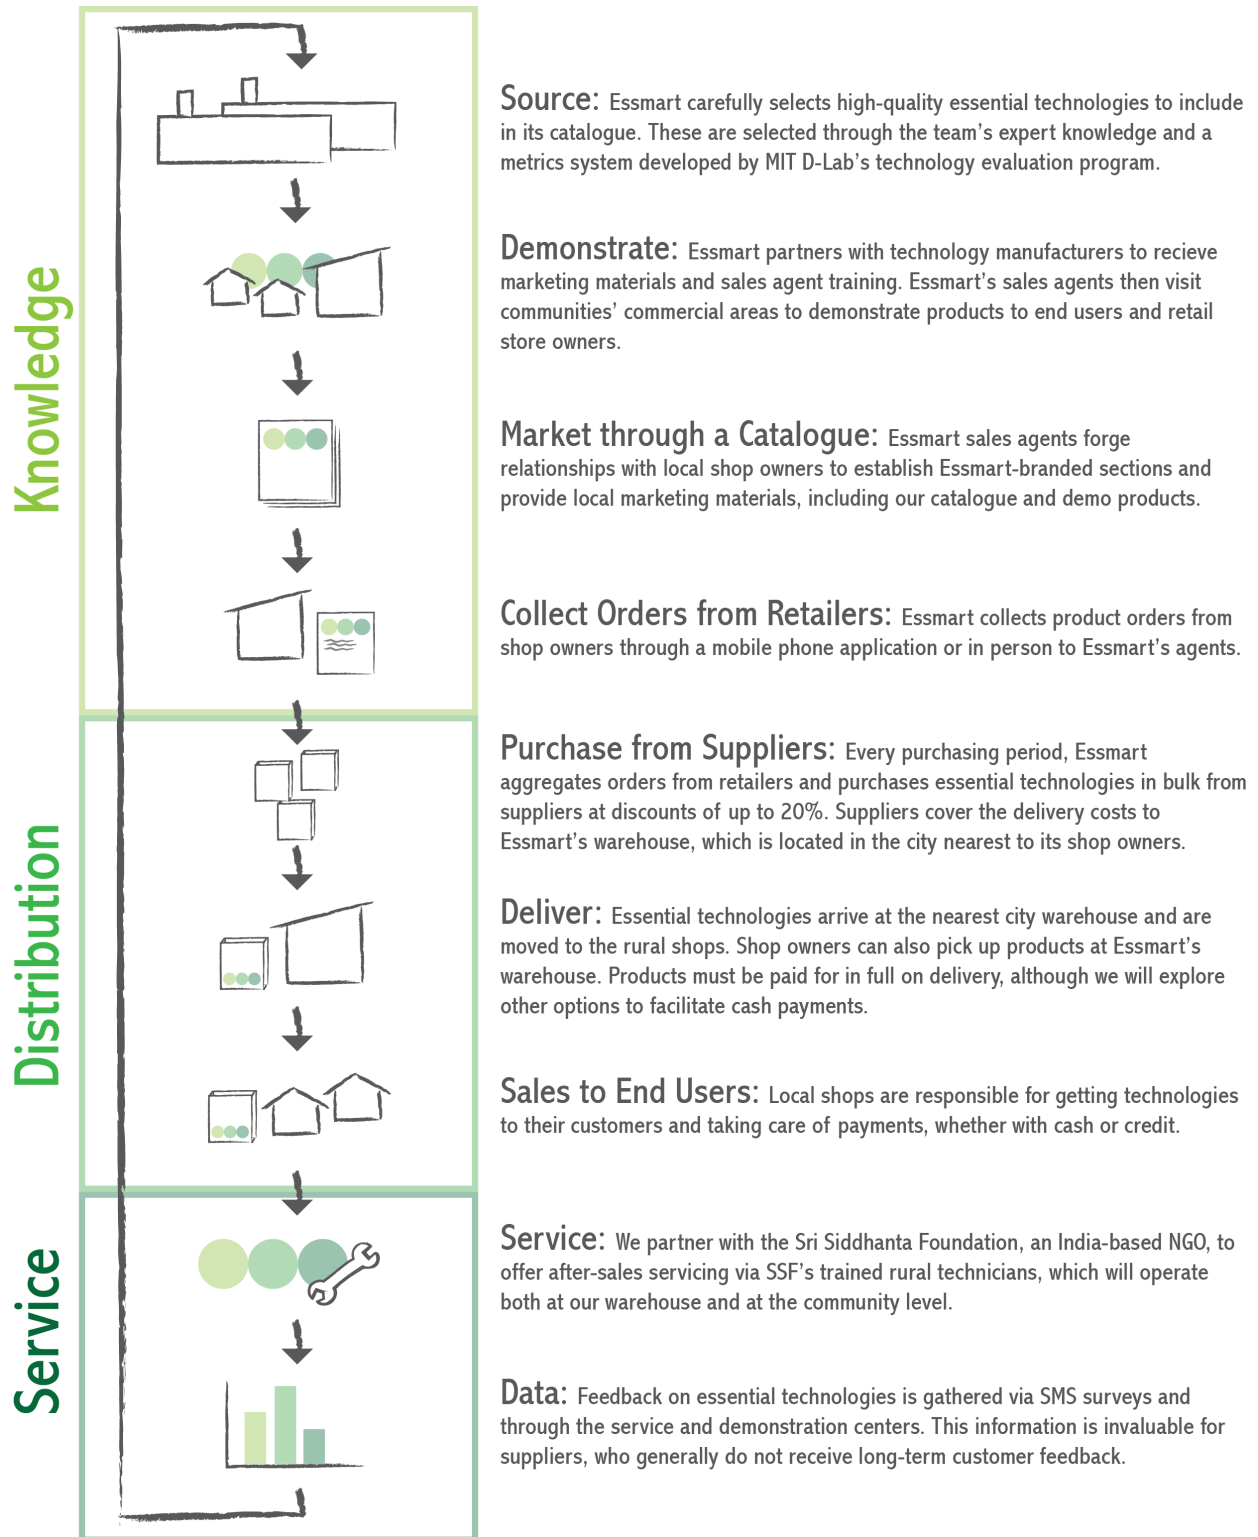 Knowledge
Source: Essmart carefully selects high-quality essential technologies to include
in its catalogue. These are selected through the team's expert knowledge and a
metrics system developed by MIT D-Lab's technology evaluation program.
Demonstrate: Essmart partners with technology manufacturers to recieve
marketing materials and sales agent training. Essmart's sales agents then visit
communities' commercial areas to demonstrate products to end users and retail
store owners.
Market through a Catalogue: Essmart sales agents forge
relationships with local shop owners to establish Essmart-branded sections and
provide local marketing materials, including our catalogue and demo products.
Collect Orders from Retailers: Essmart collects product orders from
shop owners through a mobile phone application or in person to Essmart's agents.
Distribution
Purchase from Suppliers: Every purchasing period, Essmart
aggregates orders from retailers and purchases essential technologies in bulk from
suppliers at discounts of up to 20%. Suppliers cover the delivery costs to
Essmart's warehouse, which is located in the city nearest to its shop owners.
Deliver: Essential technologies arrive at the nearest city warehouse and are
moved to the rural shops. Shop owners can also pick up products at Essmart's
warehouse. Products must be paid for in full on delivery, although we will explore
other options to facilitate cash payments.
Sales to End Users: Local shops are responsible for getting technologies
to their customers and taking care of payments, whether with cash or credit.
Service
Service: We partner with the Sri Siddhanta Foundation, an India-based NGO, to
offer after-sales servicing via SSF's trained rural technicians, which will operate
both at our warehouse and at the community level.
Data: Feedback on essential technologies is gathered via SMS surveys and
through the service and demonstration centers. This information is invaluable for
suppliers, who generally do not receive long-term customer feedback.